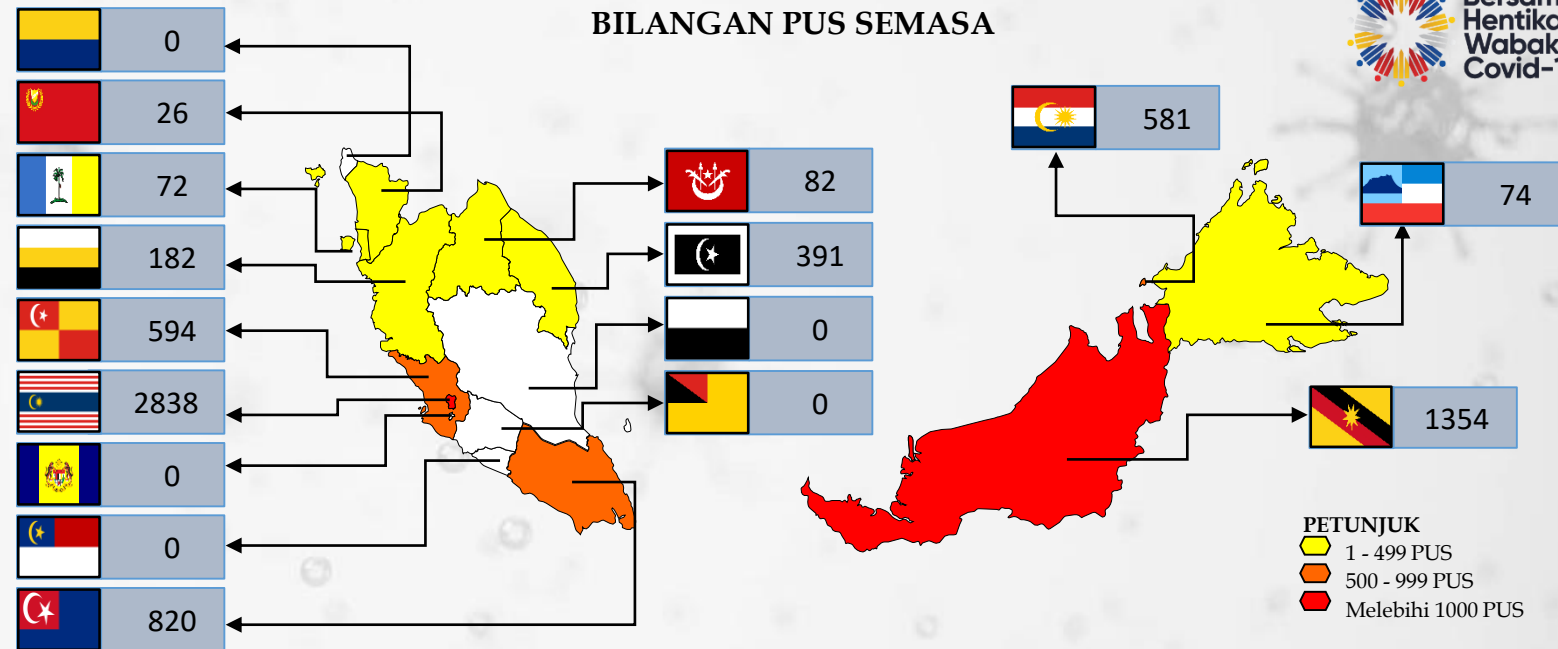 BILANGAN PUS SEMASA
Hentika
Wabak
Covid-1
0
26
72
182
594
2838
0
0
820
82
391
0
0
581
74
1354
PETUNJUK
1 - 499 PUS
500 - 999 PUS
Melebihi 1000 PUS